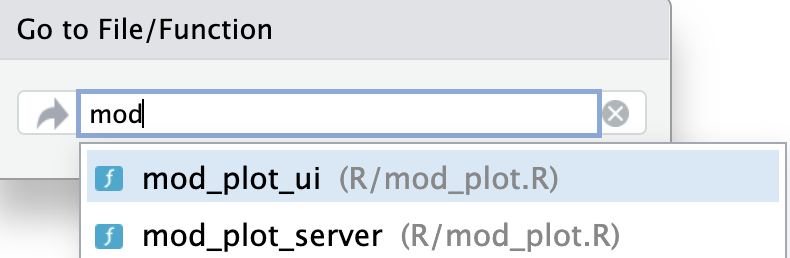 Go to File/Function
mod
mod_plot_ui (R/mod_plot.R)
mod_plot_server (R/mod_plot.R)